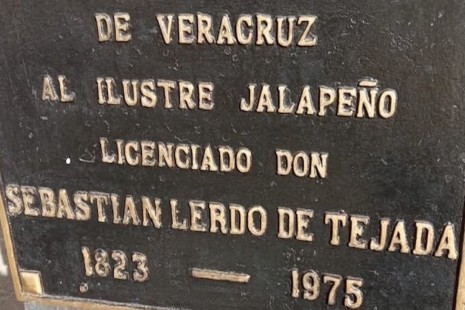 DE VERACRUZ
AL ILUSTRE JALAPEÑO
LICENCIADO DON
SEBASTIAN LERDO DE TEJADA
1823 — 1975